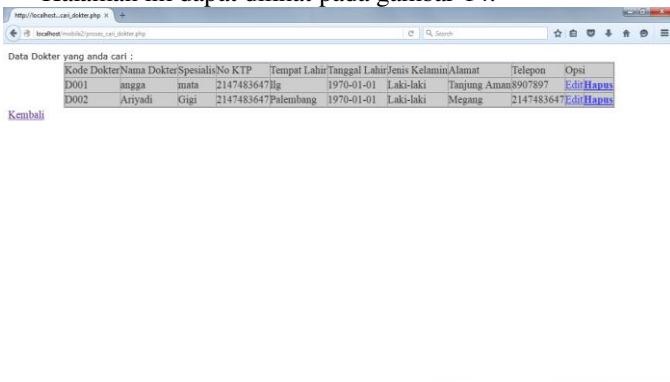 Halaman ini dapat dilihat pada gambar 14.
http://localhost...cari_dokter.php × +
localhost/mobile2/proses_cari_dokter.php Search
Data Dokter yang anda cari :
Kode Dokter Nama Dokter Spesialis No KTP Tempat Lahir Tanggal Lahir Jenis Kelamin Alamat Telepon Opsi
D001 angga mata 2147483647 llg 1970-01-01 Laki-laki Tanjung Aman 8907897 Edit Hapus
D002 Ariyadi Gigi 2147483647 Palembang 1970-01-01 Laki-laki Megang 2147483647 Edit Hapus
Kembali